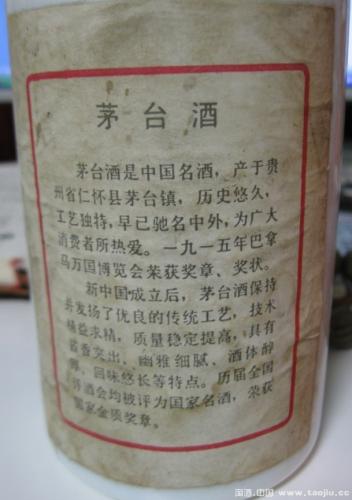 茅台酒
茅台酒是中国名酒，产于贵
州省仁怀县茅台镇，历史悠久，
工艺独特，早已驰名中外，为广大
消费者所热爱。一九一五年巴拿
马万国博览会荣获奖章、奖状。
新中国成立后，茅台酒保持
并发扬了优良的传统工艺，技术
精益求精，质量稳定提高，具有
酱香突出、幽雅细腻、酒体醇
厚、回味悠长等特点。历届全国
评酒会均被评为国家名酒，荣获
国家金质奖章。
淘酒.中国 www.taojiu.cc